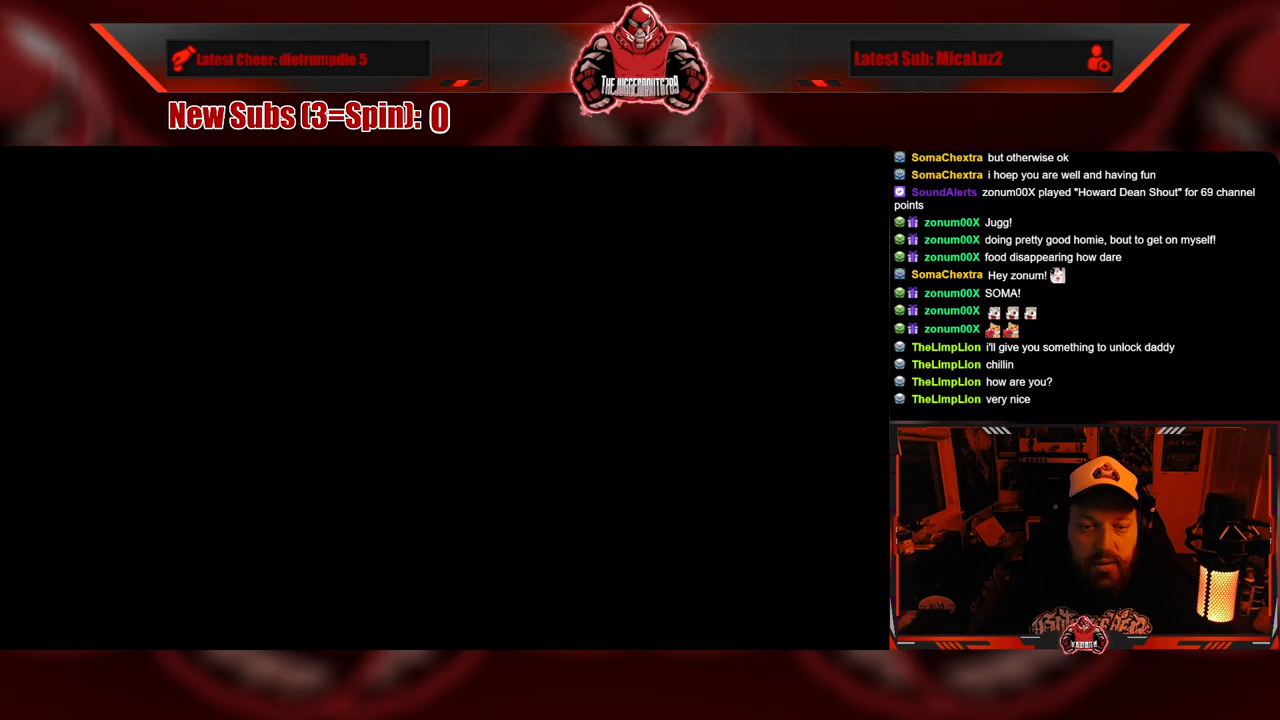 Latest Cheer: dietrumpdie 5
THEJUGGERNAUT6789
Latest Sub: MicaLuz2
New Subs (3=Spin): 0
SomaChextra but otherwise ok
SomaChextra i hoep you are well and having fun
SoundAlerts zonum00X played "Howard Dean Shout" for 69 channel
points
zonum00X Jugg!
zonum00X doing pretty good homie, bout to get on myself!
zonum00X food disappearing how dare
SomaChextra Hey zonum!
zonum00X SOMA!
zonum00X
zonum00X
TheLimpLion i'll give you something to unlock daddy
TheLimpLion chillin
TheLimpLion how are you?
TheLimpLion very nice